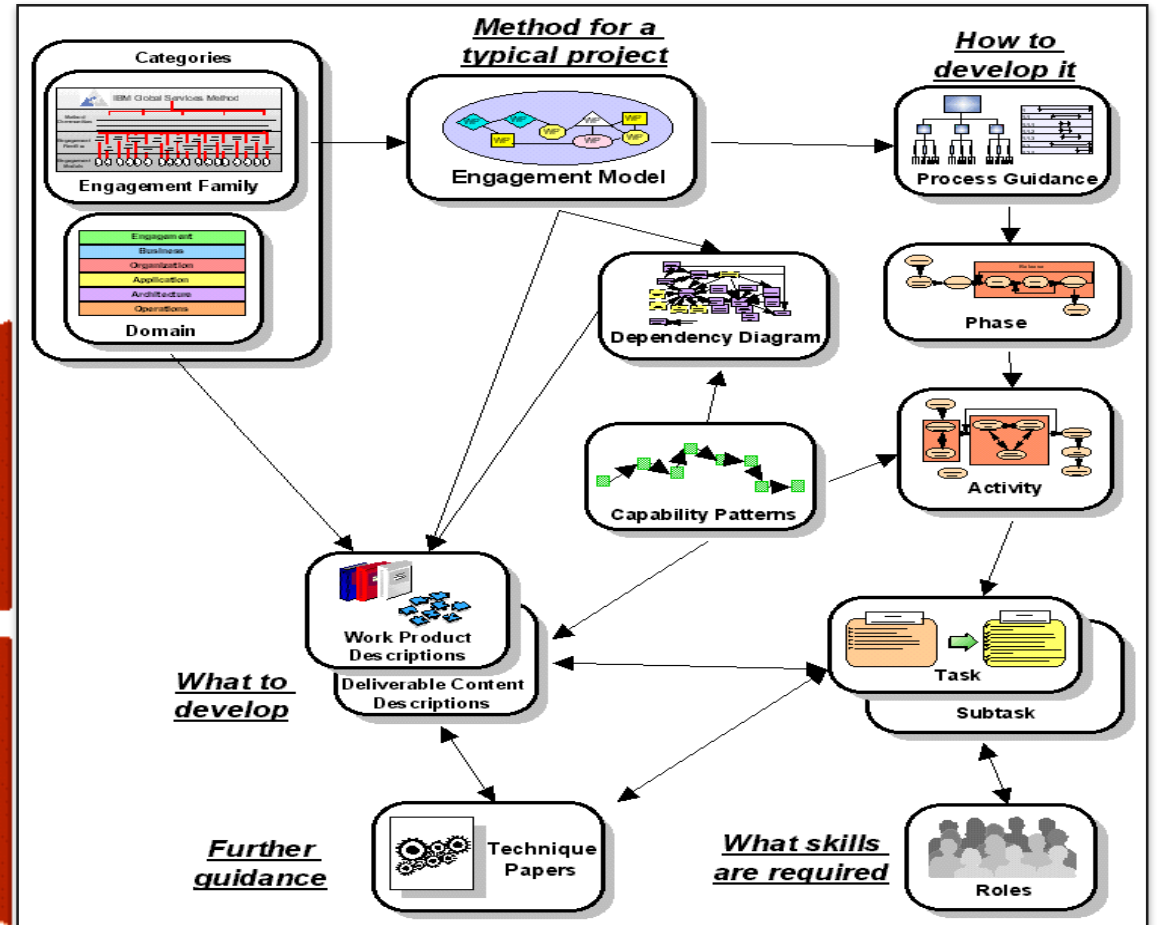 Method for a
typical project
How to
develop it
Categories
IBM Global Services Method
Engagement Family
WP
WP
WP
WP
WP
WP
WP
WP
Engagement Model
Process Guidance
Engagement
Business
Organization
Application
Architecture
Operations
Domain
Dependency Diagram
Phase
Capability Patterns
Activity
Work Product
Descriptions
Deliverable Content
Descriptions
Task
Subtask
What to
develop
Further
guidance
Technique
Papers
What skills
are required
Roles